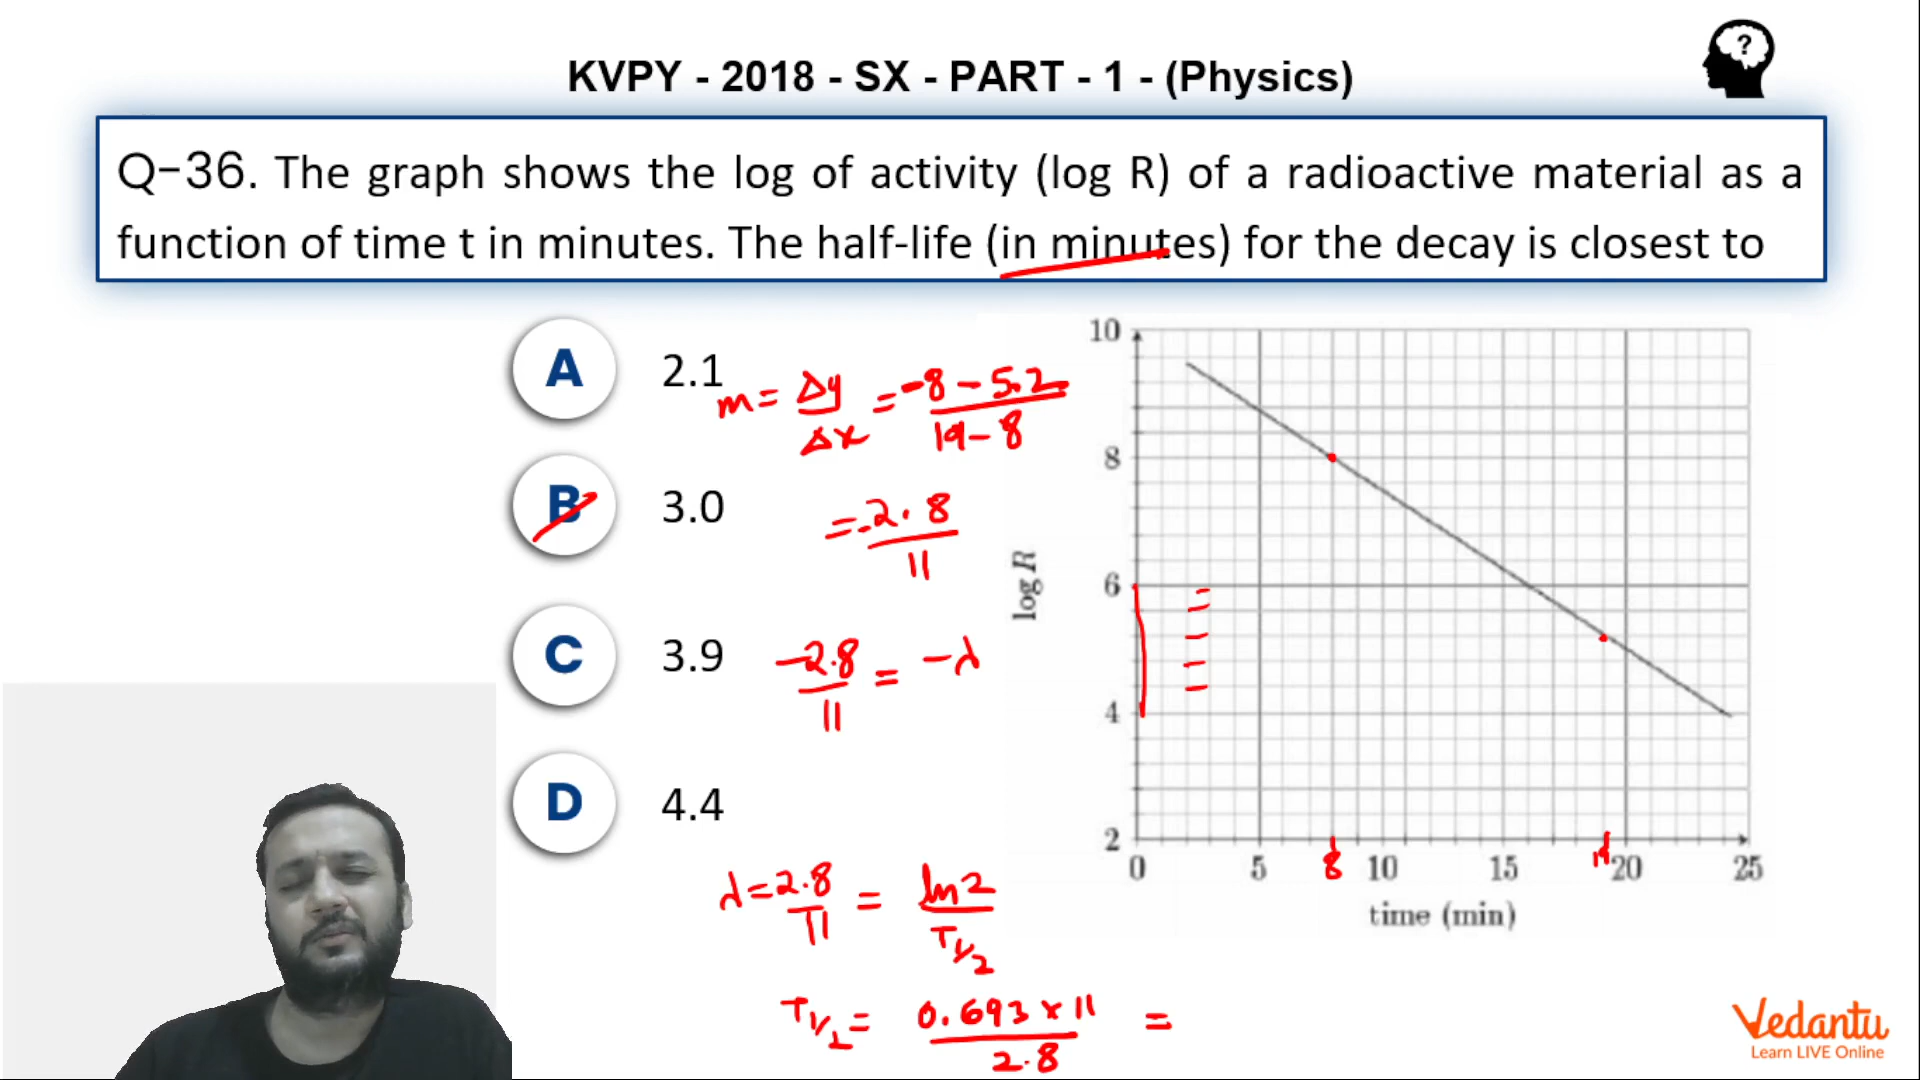 KVPY - 2018 - SX - PART - 1 - (Physics)
?
Q-36. The graph shows the log of activity (log R) of a radioactive material as a
function of time t in minutes. The half-life (in minutes) for the decay is closest to
A 2.1
B 3.0
C 3.9
D 4.4
m = Δy/Δx = -8 - 5.2/19 - 8
= -2.8/11
-2.8/11 = -λ
λ = 2.8/11 = ln2/T1/2
T1/2 = 0.693 x 11/2.8 =
10
8
6
4
2
log R
0 5 8 10 15 19 20 25
time (min)
Vedantu
Learn LIVE Online